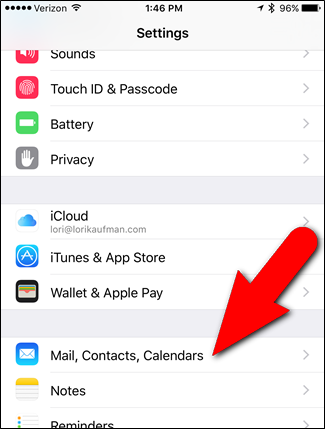 Verizon 1:46 PM 96%
Settings
Sounds
Touch ID & Passcode
Battery
Privacy
iCloud
lori@lorikaufman.com
iTunes & App Store
Wallet & Apple Pay
Mail, Contacts, Calendars
Notes
Reminders